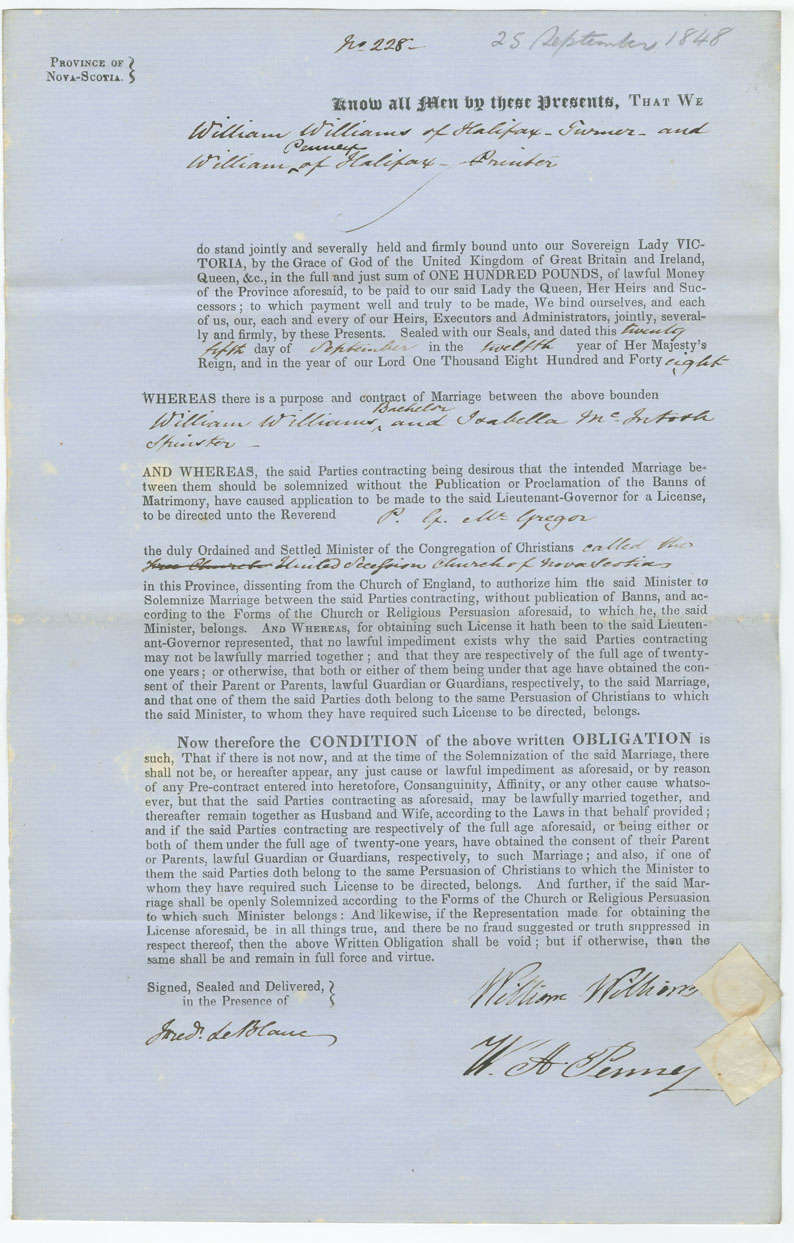 No 228-
25 September 1848
PROVINCE OF
NOVA-SCOTIA.
Know all Men by these Presents, THAT WE
William Williams of Halifax - Turner - and
Penney
William ^ of Halifax - Printer
do stand jointly and severally held and firmly bound unto our Sovereign Lady VIC-
TORIA, by the Grace of God of the United Kingdom of Great Britain and Ireland,
Queen, &c., in the full and just sum of ONE HUNDRED POUNDS, of lawful Money
of the Province aforesaid, to be paid to our said Lady the Queen, Her Heirs and Suc-
cessors; to which payment well and truly to be made, We bind ourselves, and each
of us, our, each and every of our Heirs, Executors and Administrators, jointly, several-
ly and firmly, by these Presents. Sealed with our Seals, and dated this twenty
fifth day of September in the twelfth year of Her Majesty's
Reign, and in the year of our Lord One Thousand Eight Hundred and Forty eight
WHEREAS there is a purpose and contract of Marriage between the above bounden
Bachelor
William Williams ^ and Isabella McIntosh
Spinster -
AND WHEREAS, the said Parties contracting being desirous that the intended Marriage be-
tween them should be solemnized without the Publication or Proclamation of the Banns of
Matrimony, have caused application to be made to the said Lieutenant-Governor for a License,
to be directed unto the Reverend P. G. McGregor
the duly Ordained and Settled Minister of the Congregation of Christians called the
Free Church United Secession Church of Nova Scotia
in this Province, dissenting from the Church of England, to authorize him the said Minister to
Solemnize Marriage between the said Parties contracting, without publication of Banns, and ac-
cording to the Forms of the Church or Religious Persuasion aforesaid, to which he, the said
Minister, belongs. AND WHEREAS, for obtaining such License it hath been to the said Lieuten-
ant-Governor represented, that no lawful impediment exists why the said Parties contracting
may not be lawfully married together; and that they are respectively of the full age of twenty-
one years; or otherwise, that both or either of them being under that age have obtained the con-
sent of their Parent or Parents, lawful Guardian or Guardians, respectively, to the said Marriage,
and that one of them the said Parties doth belong to the same Persuasion of Christians to which
the said Minister, to whom they have required such License to be directed, belongs.
Now therefore the CONDITION of the above written OBLIGATION is
such, That if there is not now, and at the time of the Solemnization of the said Marriage, there
shall not be, or hereafter appear, any just cause or lawful impediment as aforesaid, or by reason
of any Pre-contract entered into heretofore, Consanguinity, Affinity, or any other cause whatso-
ever, but that the said Parties contracting as aforesaid, may be lawfully married together, and
thereafter remain together as Husband and Wife, according to the Laws in that behalf provided;
and if the said Parties contracting are respectively of the full age aforesaid, or being either or
both of them under the full age of twenty-one years, have obtained the consent of their Parent
or Parents, lawful Guardian or Guardians, respectively, to such Marriage; and also, if one of
them the said Parties doth belong to the same Persuasion of Christians to which the Minister to
whom they have required such License to be directed, belongs. And further, if the said Mar-
riage shall be openly Solemnized according to the Forms of the Church or Religious Persuasion
to which such Minister belongs: And likewise, if the Representation made for obtaining the
License aforesaid, be in all things true, and there be no fraud suggested or truth suppressed in
respect thereof, then the above Written Obligation shall be void; but if otherwise, then the
same shall be and remain in full force and virtue.
Signed, Sealed and Delivered,
in the Presence of
William Williams
Fredk. LeBlanc
W. A. Penney